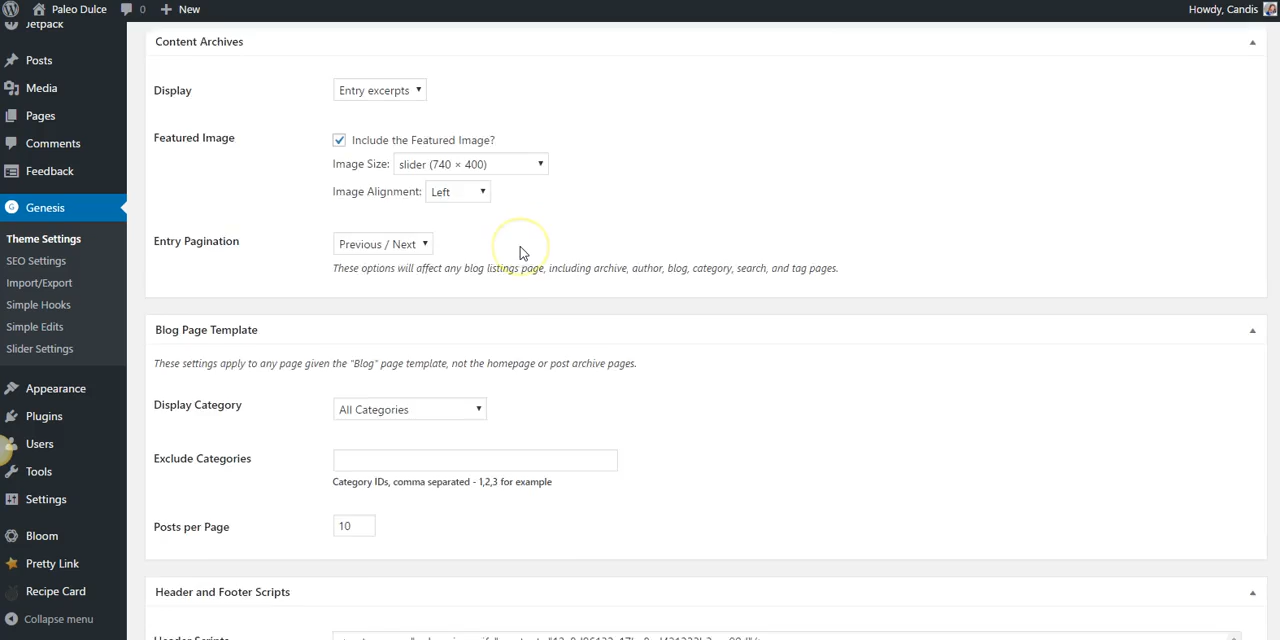 Paleo Dulce 0 New Howdy, Candis
Jetpack
Posts
Media
Pages
Comments
Feedback
Genesis
Theme Settings
SEO Settings
Import/Export
Simple Hooks
Simple Edits
Slider Settings
Appearance
Plugins
Users
Tools
Settings
Bloom
Pretty Link
Recipe Card
Collapse menu
Content Archives
Display Entry excerpts
Featured Image Include the Featured Image?
Image Size: slider (740 × 400)
Image Alignment: Left
Entry Pagination Previous / Next
These options will affect any blog listings page, including archive, author, blog, category, search, and tag pages.
Blog Page Template
These settings apply to any page given the "Blog" page template, not the homepage or post archive pages.
Display Category All Categories
Exclude Categories
Category IDs, comma separated - 1,2,3 for example
Posts per Page 10
Header and Footer Scripts
Header Scripts